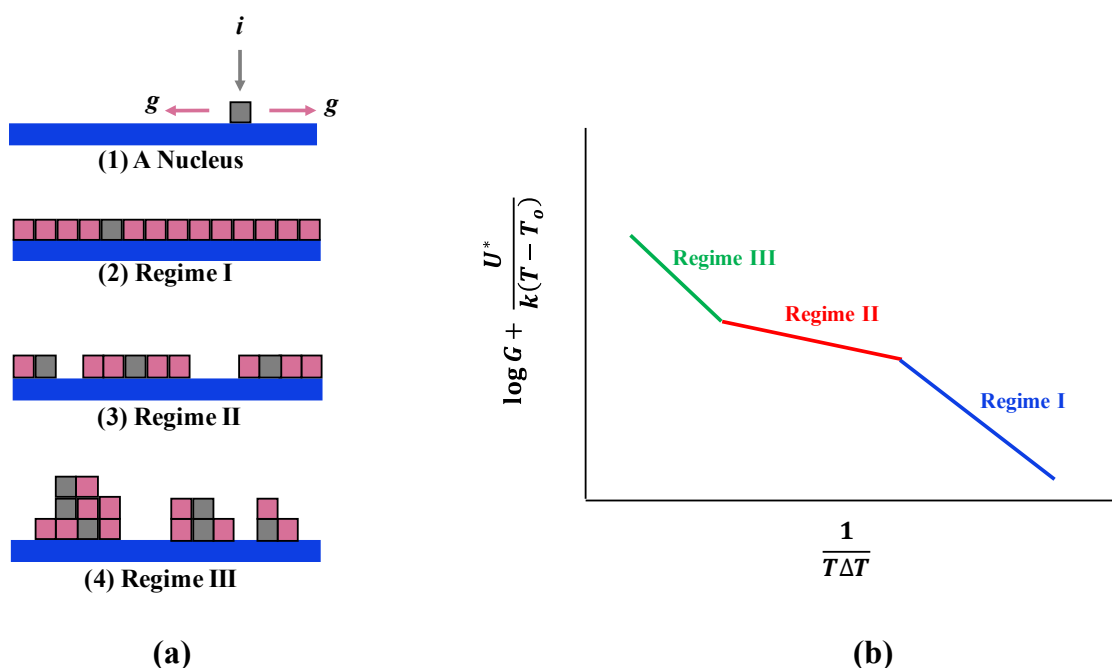 i
g
g
(1) A Nucleus
(2) Regime I
(3) Regime II
(4) Regime III
(a)
log G + U* / k(T − To)
Regime III
Regime II
Regime I
1
TΔT
(b)